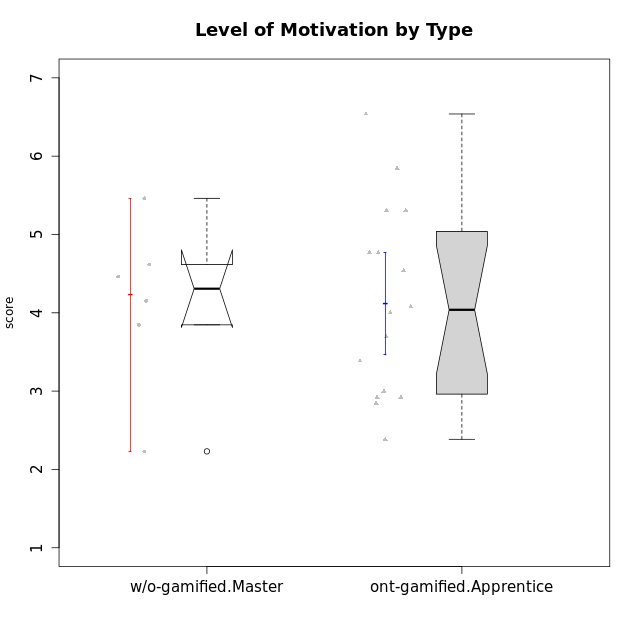 Level of Motivation by Type
score
7
6
5
4
3
2
1
w/o-gamified.Master
ont-gamified.Apprentice